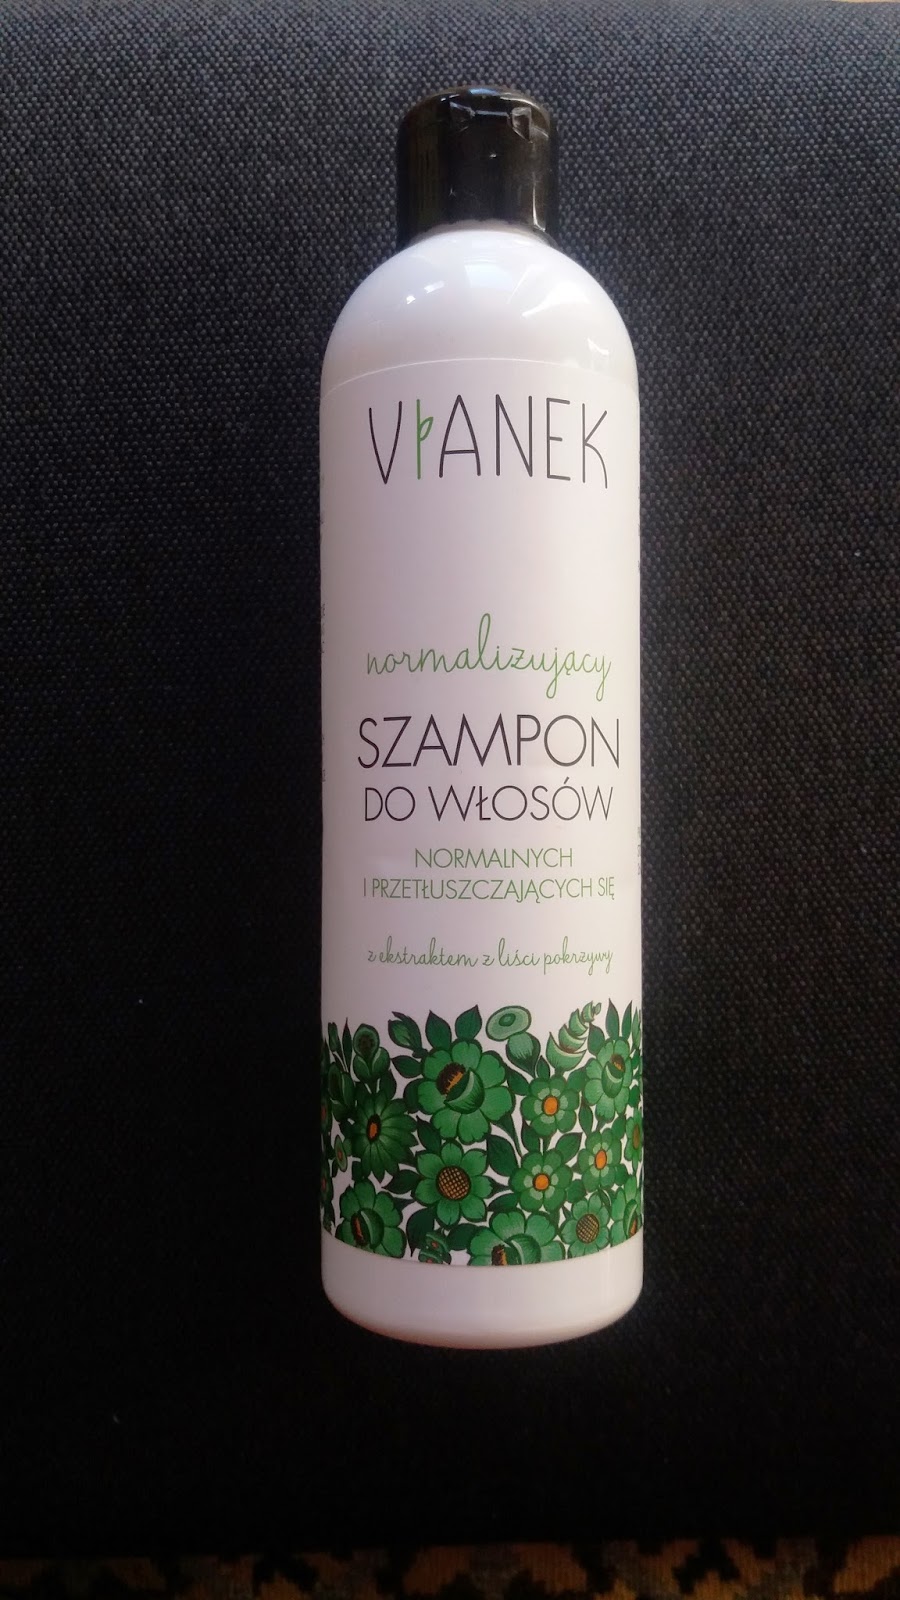 VIANEK
normalizujący
SZAMPON
DO WŁOSÓW
NORMALNYCH
I PRZETŁUSZCZAJĄCYCH SIĘ
z ekstraktem z liści pokrzywy